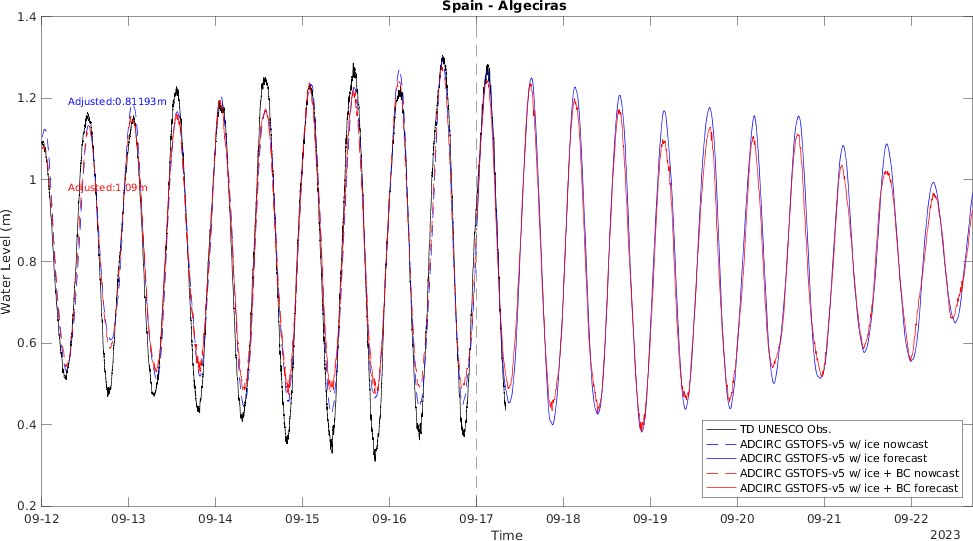 Spain - Algeciras
1.4
1.2
1
0.8
0.6
0.4
0.2
Water Level (m)
Adjusted:0.81193m
Adjusted:1.09m
TD UNESCO Obs.
ADCIRC GSTOFS-v5 w/ ice nowcast
ADCIRC GSTOFS-v5 w/ ice forecast
ADCIRC GSTOFS-v5 w/ ice + BC nowcast
ADCIRC GSTOFS-v5 w/ ice + BC forecast
09-12 09-13 09-14 09-15 09-16 09-17 09-18 09-19 09-20 09-21 09-22
2023
Time